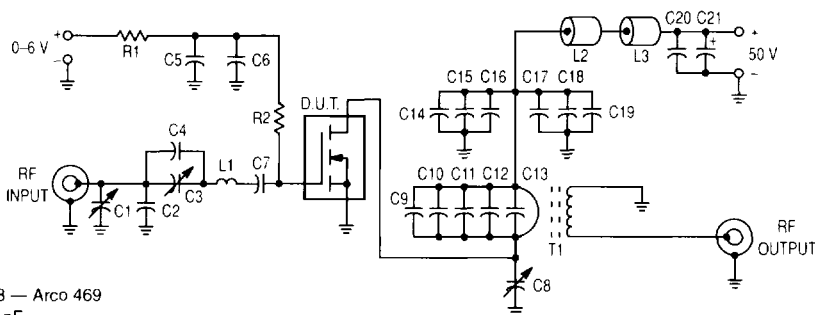 0–6 V
+
−
R1
C5
C6
R2
D.U.T.
C4
L1
C7
RF
INPUT
C1
C2
C3
C14
C15
C16
C17
C18
C19
L2
L3
C20
C21
+
+
−
50 V
C9
C10
C11
C12
C13
T1
C8
RF
OUTPUT
3 — Arco 469